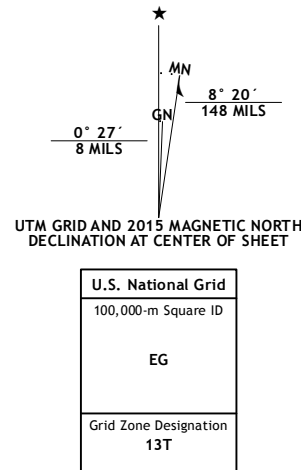 ★
MN
GN
8° 20´
148 MILS
0° 27´
8 MILS
UTM GRID AND 2015 MAGNETIC NORTH
DECLINATION AT CENTER OF SHEET
U.S. National Grid
100,000-m Square ID
EG
Grid Zone Designation
13T